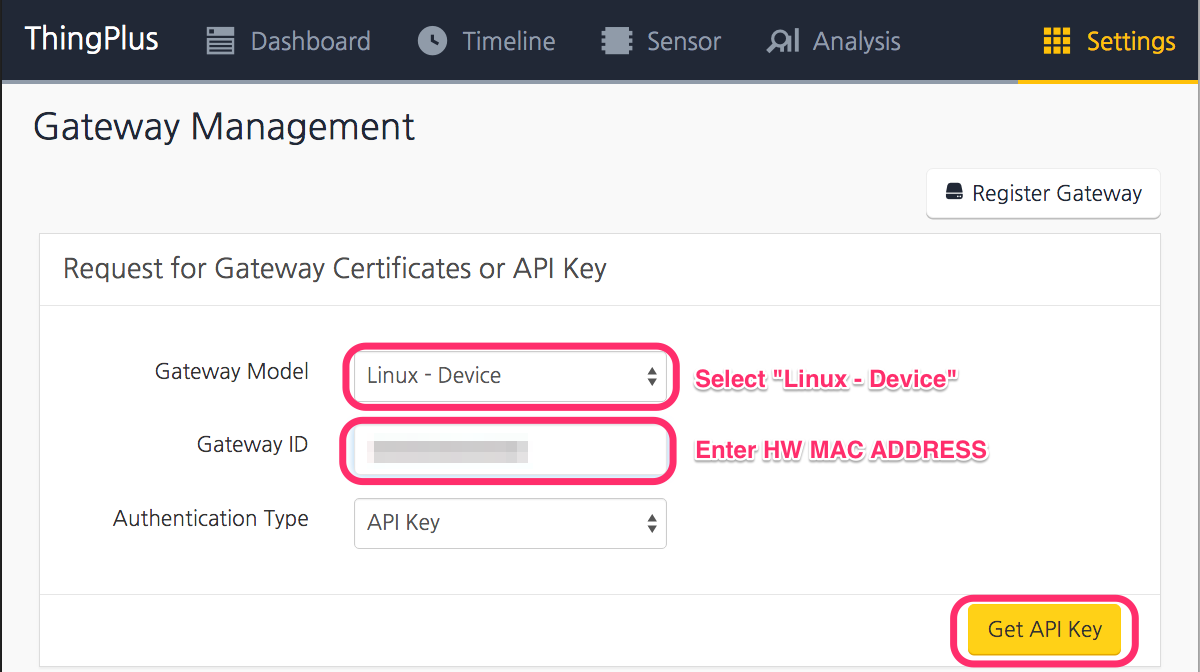 ThingPlus Dashboard Timeline Sensor Analysis Settings
Gateway Management
Register Gateway
Request for Gateway Certificates or API Key
Gateway Model Linux - Device Select "Linux - Device"
Gateway ID Enter HW MAC ADDRESS
Authentication Type API Key
Get API Key